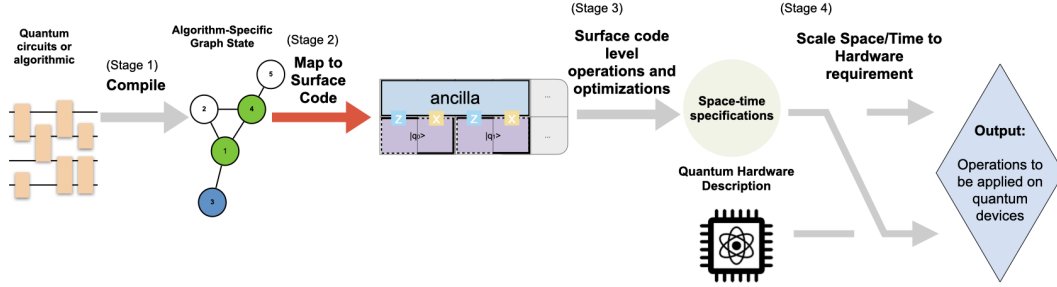 Quantum
circuits or
algorithmic
(Stage 1)
Compile
Algorithm-Specific
Graph State
5
2
4
1
3
(Stage 2)
Map to
Surface
Code
ancilla
...
Z
X
Z
X
|q₀>
|q₁>
...
(Stage 3)
Surface code
level
operations and
optimizations
Space-time
specifications
Quantum Hardware
Description
(Stage 4)
Scale Space/Time to
Hardware
requirement
Output:
Operations to
be applied on
quantum
devices